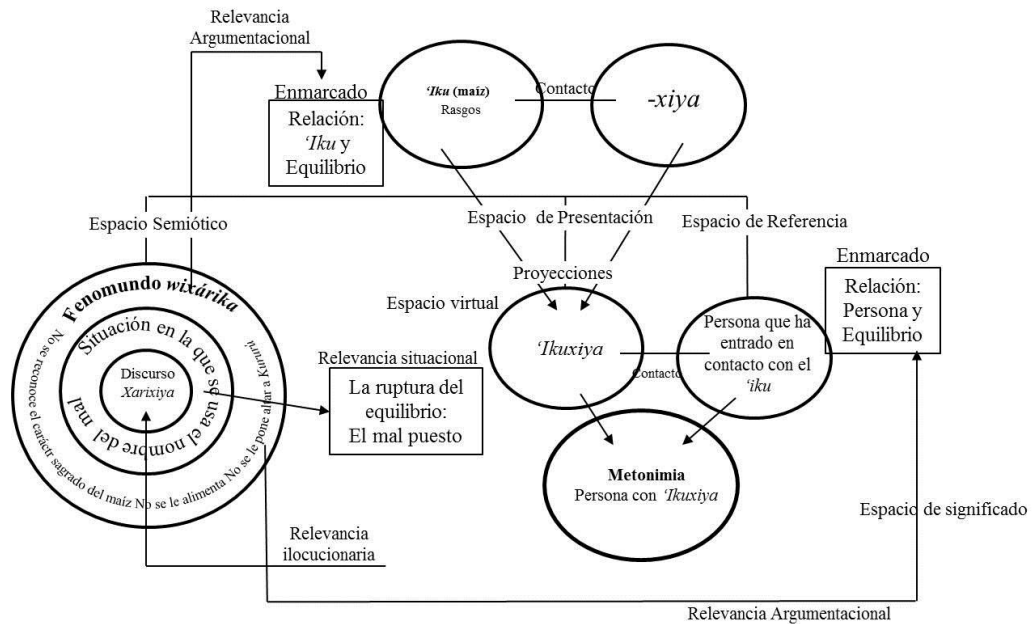 Relevancia
Argumentacional
Enmarcado
Relación:
'Iku y
Equilibrio
'Iku (maíz)
Rasgos
Contacto
-xiya
Espacio Semiótico
Espacio de Presentación
Espacio de Referencia
Proyecciones
Espacio virtual
Enmarcado
Relación:
Persona y
Equilibrio
Fenomundo wixárika
Situación en la que se usa el nombre del mal
Discurso
Xarixiya
No se reconoce el caráctr sagrado del maíz No se le alimenta No se le pone altar a Kururu
Relevancia situacional
La ruptura del
equilibrio:
El mal puesto
'Ikuxiya
Contacto
Persona que ha
entrado en
contacto con el
'iku
Metonimia
Persona con 'Ikuxiya
Espacio de significado
Relevancia
ilocucionaria
Relevancia Argumentacional